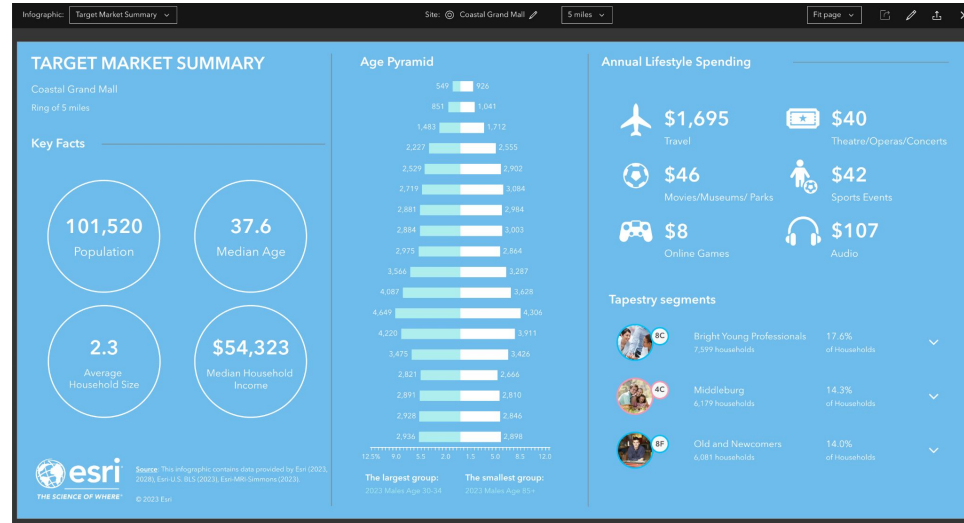 Infographic: Target Market Summary
Site: Coastal Grand Mall
5 miles
Fit page
TARGET MARKET SUMMARY
Coastal Grand Mall
Ring of 5 miles
Key Facts
101,520
Population
37.6
Median Age
2.3
Average
Household Size
$54,323
Median Household
Income
esri
THE SCIENCE OF WHERE®
Source: This infographic contains data provided by Esri (2023,
2028), Esri-U.S. BLS (2023), Esri-MRI-Simmons (2023).
© 2023 Esri
Age Pyramid
549 926
851 1,041
1,483 1,712
2,227 2,555
2,529 2,902
2,719 3,084
2,881 2,984
2,884 3,003
2,975 2,864
3,566 3,287
4,087 3,628
4,649 4,306
4,220 3,911
3,475 3,426
2,821 2,666
2,891 2,810
2,928 2,846
2,936 2,898
12.5% 9.0 5.5 2.0 1.5 5.0 8.5 12.0
The largest group: The smallest group:
2023 Males Age 30-34 2023 Males Age 85+
Annual Lifestyle Spending
$1,695
Travel
$40
Theatre/Operas/Concerts
$46
Movies/Museums/ Parks
$42
Sports Events
$8
Online Games
$107
Audio
Tapestry segments
8C
Bright Young Professionals 17.6%
7,599 households of Households
4C
Middleburg 14.3%
6,179 households of Households
8F
Old and Newcomers 14.0%
6,081 households of Households